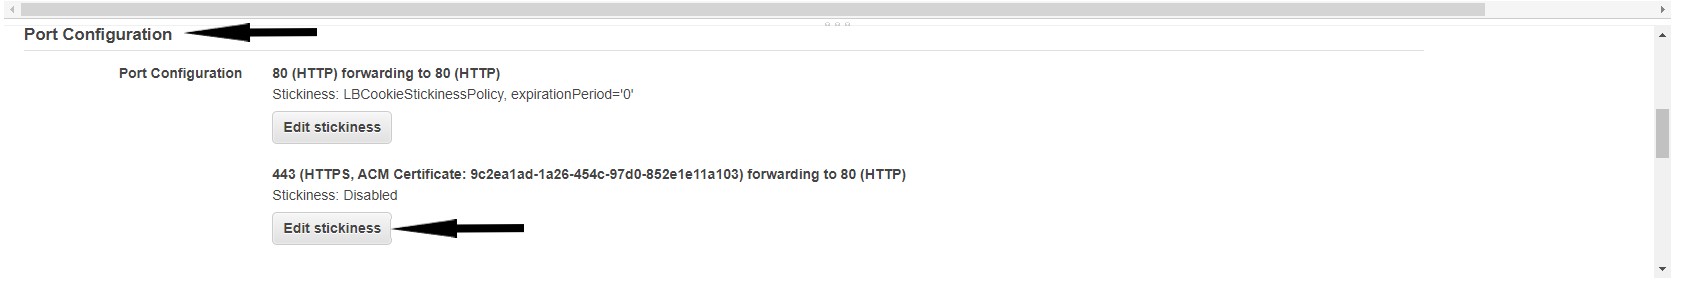 Port Configuration
Port Configuration
80 (HTTP) forwarding to 80 (HTTP)
Stickiness: LBCookieStickinessPolicy, expirationPeriod='0'
Edit stickiness
443 (HTTPS, ACM Certificate: 9c2ea1ad-1a26-454c-97d0-852e1e11a103) forwarding to 80 (HTTP)
Stickiness: Disabled
Edit stickiness